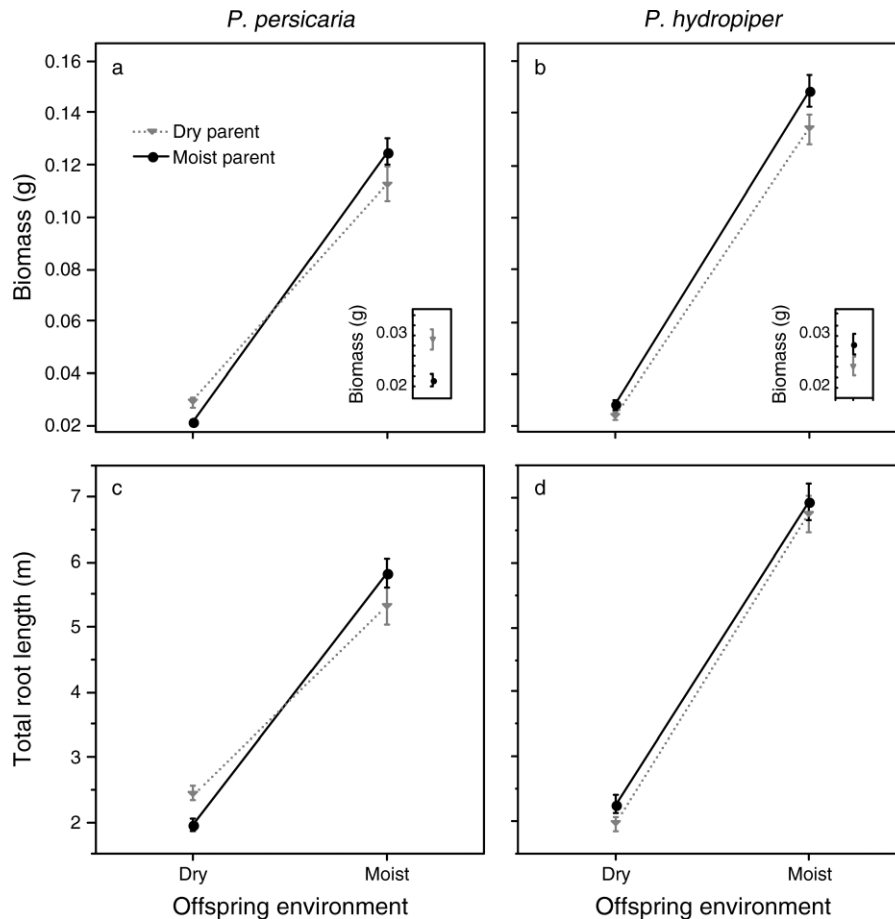 P. persicaria
P. hydropiper
a
b
Dry parent
Moist parent
Biomass (g)
0.16
0.14
0.12
0.10
0.08
0.06
0.04
0.02
Biomass (g)
0.03
0.02
Biomass (g)
0.03
0.02
c
d
Total root length (m)
7
6
5
3
2
Dry
Moist
Dry
Moist
Offspring environment
Offspring environment